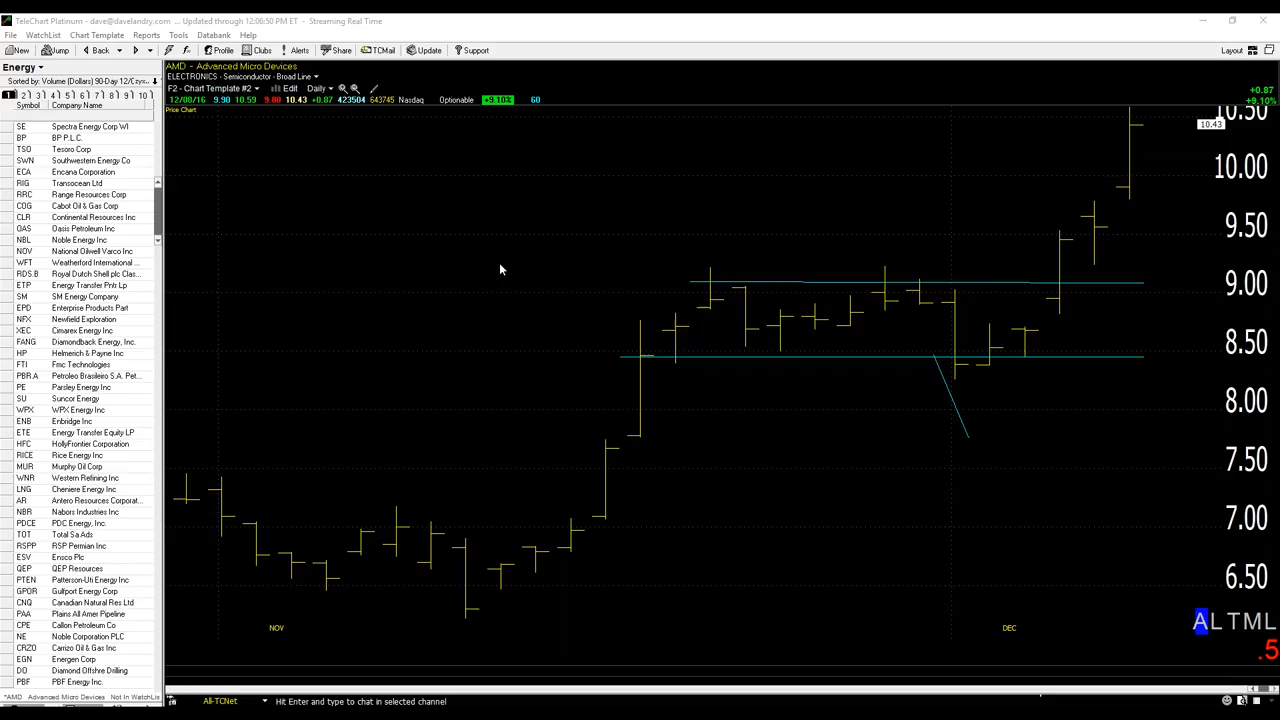 TeleChart Platinum - dave@davelandry.com ... Updated through 12:06:50 PM ET - Streaming Real Time
File WatchList Chart Template Reports Tools Databank Help
New Jump Back Profile Clubs Alerts Share TCMail Update Support Layout
Energy
Sorted by: Volume (Dollars) 90-Day 12/
1 2 3 4 5 6 7 8 9 10
Symbol Company Name
SE Spectra Energy Corp WI
BP BP P.L.C.
TSO Tesoro Corp
SWN Southwestern Energy Co
ECA Encana Corporation
RIG Transocean Ltd
RRC Range Resources Corp
COG Cabot Oil & Gas Corp
CLR Continental Resources Inc
OAS Oasis Petroleum Inc
NBL Noble Energy Inc
NOV National Oilwell Varco Inc
WFT Weatherford International ...
RDS.B Royal Dutch Shell plc Clas...
ETP Energy Transfer Pntr Lp
SM SM Energy Company
EPD Enterprise Products Part
NFX Newfield Exploration
XEC Cimarex Energy Inc
FANG Diamondback Energy, Inc.
HP Helmerich & Payne Inc
FTI Fmc Technologies
PBR.A Petroleo Brasileiro S.A. Pet...
PE Parsley Energy Inc
SU Suncor Energy
WPX WPX Energy Inc
ENB Enbridge Inc
ETE Energy Transfer Equity LP
HFC HollyFrontier Corporation
RICE Rice Energy Inc
MUR Murphy Oil Corp
WNR Western Refining Inc
LNG Cheniere Energy Inc
AR Antero Resources Corporat...
NBR Nabors Industries Inc
PDCE PDC Energy, Inc.
TOT Total Sa Ads
RSPP RSP Permian Inc
ESV Ensco Plc
QEP QEP Resources
PTEN Patterson-Uti Energy Inc
GPOR Gulfport Energy Corp
CNQ Canadian Natural Res Ltd
PAA Plains All Amer Pipeline
CPE Callon Petroleum Co
NE Noble Corporation PLC
CRZO Carrizo Oil & Gas Inc
EGN Energen Corp
DO Diamond Offshre Drilling
PBF PBF Energy Inc.
*AMD Advanced Micro Devices Not In WatchLis
AMD - Advanced Micro Devices
ELECTRONICS - Semiconductor - Broad Line
F2 - Chart Template #2 Edit Daily
12/08/16 9.90 10.59 9.80 10.43 +0.87 423504 643745 Nasdaq Optionable +9.10% 60
+0.87
+9.10%
Price Chart
10.50
10.43
10.00
9.50
9.00
8.50
8.00
7.50
7.00
6.50
NOV DEC
ALTML
.5
All-TCNet Hit Enter and type to chat in selected channel